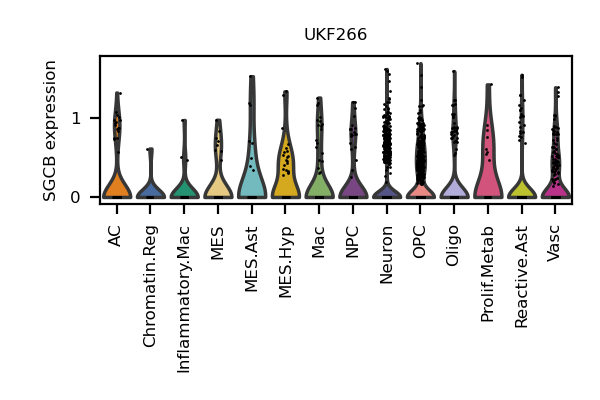 UKF266
SGCB expression
1
0
AC
Chromatin.Reg
Inflammatory.Mac
MES
MES.Ast
MES.Hyp
Mac
NPC
Neuron
OPC
Oligo
Prolif.Metab
Reactive.Ast
Vasc